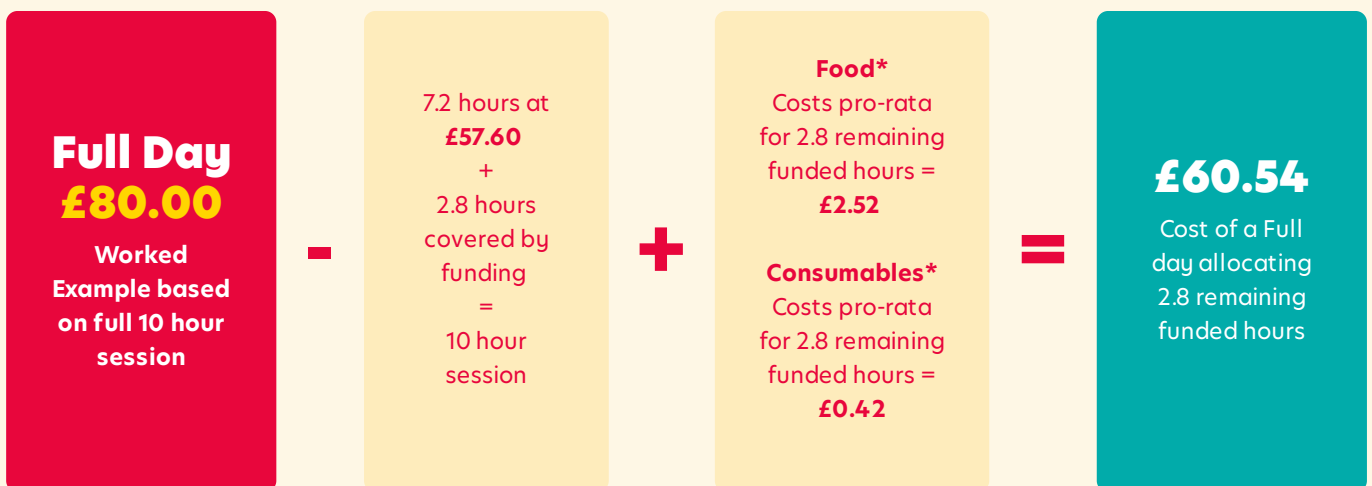 Full Day
£80.00
Worked
Example based
on full 10 hour
session
-
7.2 hours at
£57.60
+
2.8 hours
covered by
funding
=
10 hour
session
+
Food*
Costs pro-rata
for 2.8 remaining
funded hours =
£2.52
Consumables*
Costs pro-rata
for 2.8 remaining
funded hours =
£0.42
=
£60.54
Cost of a Full
day allocating
2.8 remaining
funded hours